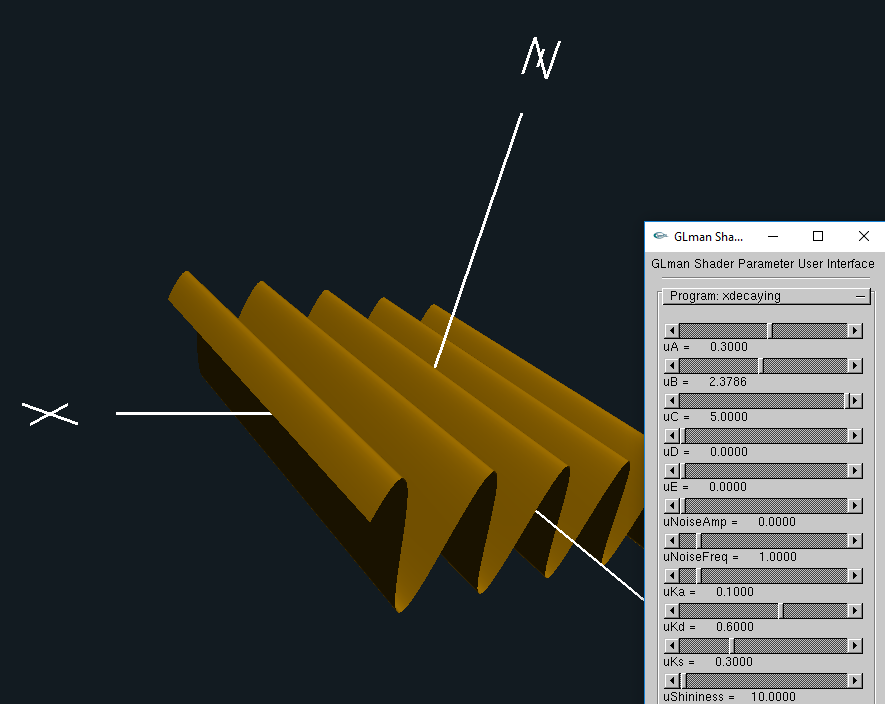 X
GLman Sha...
GLman Shader Parameter User Interface
Program: xdecaying
uA = 0.3000
uB = 2.3786
uC = 5.0000
uD = 0.0000
uE = 0.0000
uNoiseAmp = 0.0000
uNoiseFreq = 1.0000
uKa = 0.1000
uKd = 0.6000
uKs = 0.3000
uShininess = 10.0000